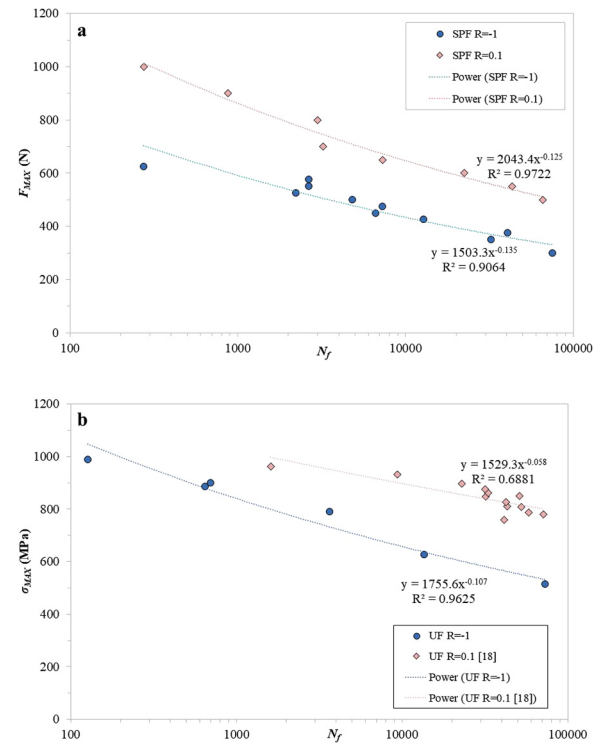 a
SPF R=-1
SPF R=0.1
Power (SPF R=-1)
Power (SPF R=0.1)
1200
1000
800
600
400
200
0
F_MAX (N)
y = 2043.4x^-0.125
R² = 0.9722
y = 1503.3x^-0.135
R² = 0.9064
100
1000
10000
100000
N_f
b
1200
1000
800
600
400
200
0
σ_MAX (MPa)
y = 1529.3x^-0.058
R² = 0.6881
y = 1755.6x^-0.107
R² = 0.9625
UF R=-1
UF R=0.1 [18]
Power (UF R=-1)
Power (UF R=0.1 [18])
100
1000
10000
100000
N_f